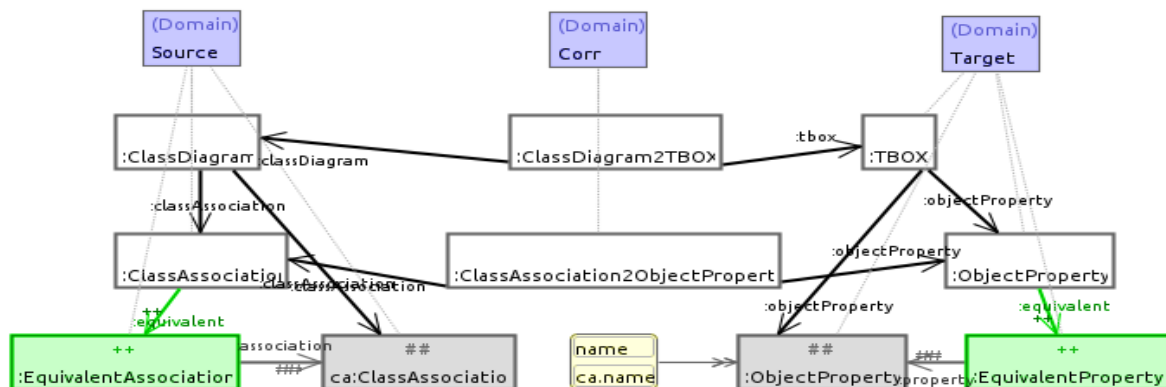 (Domain)
Source
(Domain)
Corr
(Domain)
Target
:ClassDiagram
:classDiagram
:ClassDiagram2TBOX
:tbox
:TBOX
:classAssociation
:objectProperty
:ClassAssociation
:classAssociation
:classAssociation
:ClassAssociation2ObjectPropert
:objectProperty
:ObjectProperty
:objectProperty
++
:equivalent
:equivalent
++
++
:EquivalentAssociation
association
###
##
ca:ClassAssociatio
name
ca.name
##
:ObjectProperty
###
:property
++
:EquivalentProperty